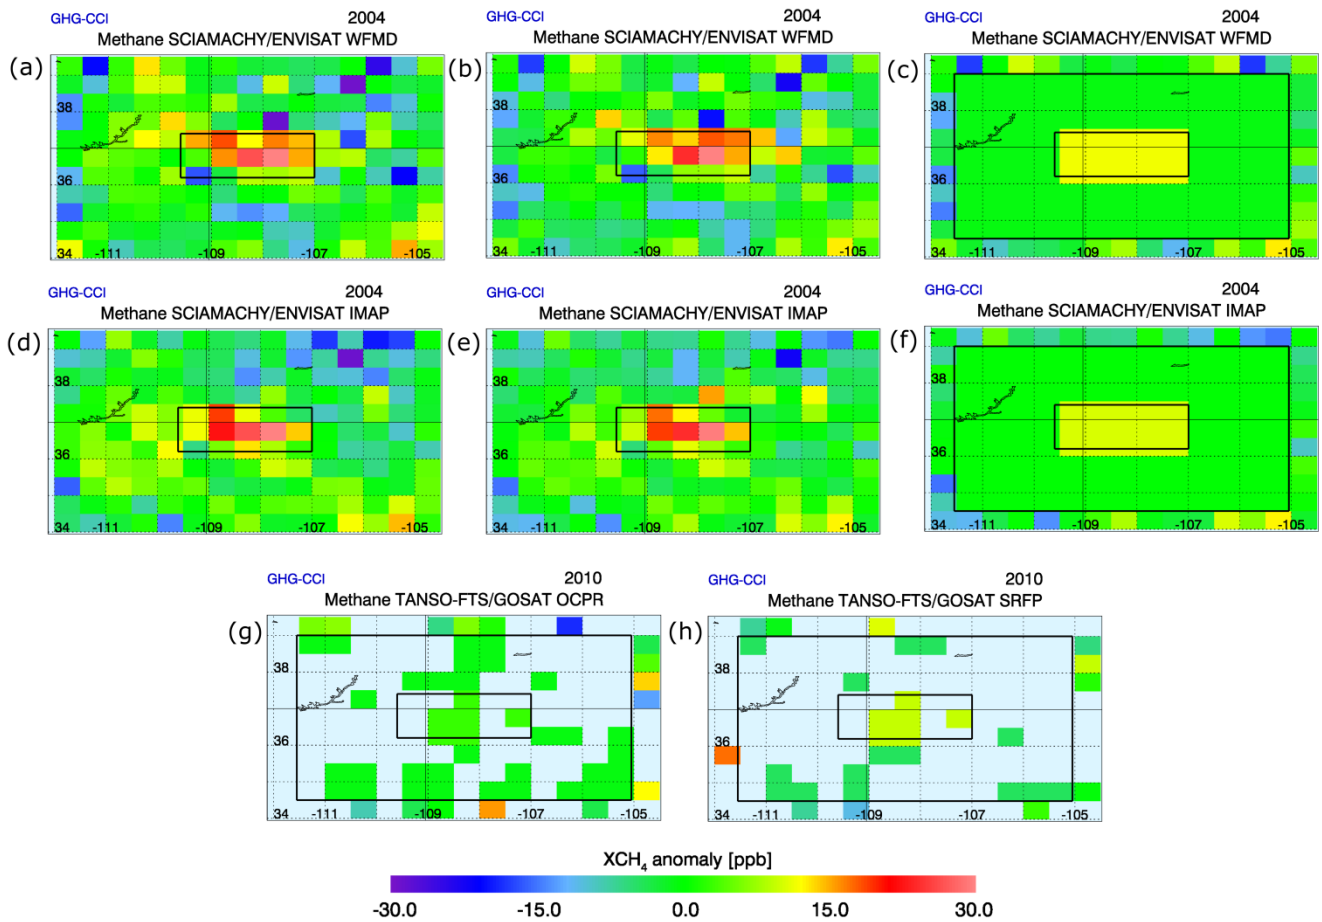 GHG-CCI 2004
Methane SCIAMACHY/ENVISAT WFMD
(a)
38
36
34 -111 -109 -107 -105
GHG-CCI 2004
Methane SCIAMACHY/ENVISAT WFMD
(b)
38
36
34 -111 -109 -107 -105
GHG-CCI 2004
Methane SCIAMACHY/ENVISAT WFMD
(c)
38
36
34 -111 -109 -107 -105
GHG-CCI 2004
Methane SCIAMACHY/ENVISAT IMAP
(d)
38
36
34 -111 -109 -107 -105
GHG-CCI 2004
Methane SCIAMACHY/ENVISAT IMAP
(e)
38
36
34 -111 -109 -107 -105
GHG-CCI 2004
Methane SCIAMACHY/ENVISAT IMAP
(f)
38
36
34 -111 -109 -107 -105
GHG-CCI 2010
Methane TANSO-FTS/GOSAT OCPR
(g)
38
36
34 -111 -109 -107 -105
GHG-CCI 2010
Methane TANSO-FTS/GOSAT SRFP
(h)
38
36
34 -111 -109 -107 -105
XCH₄ anomaly [ppb]
-30.0 -15.0 0.0 15.0 30.0